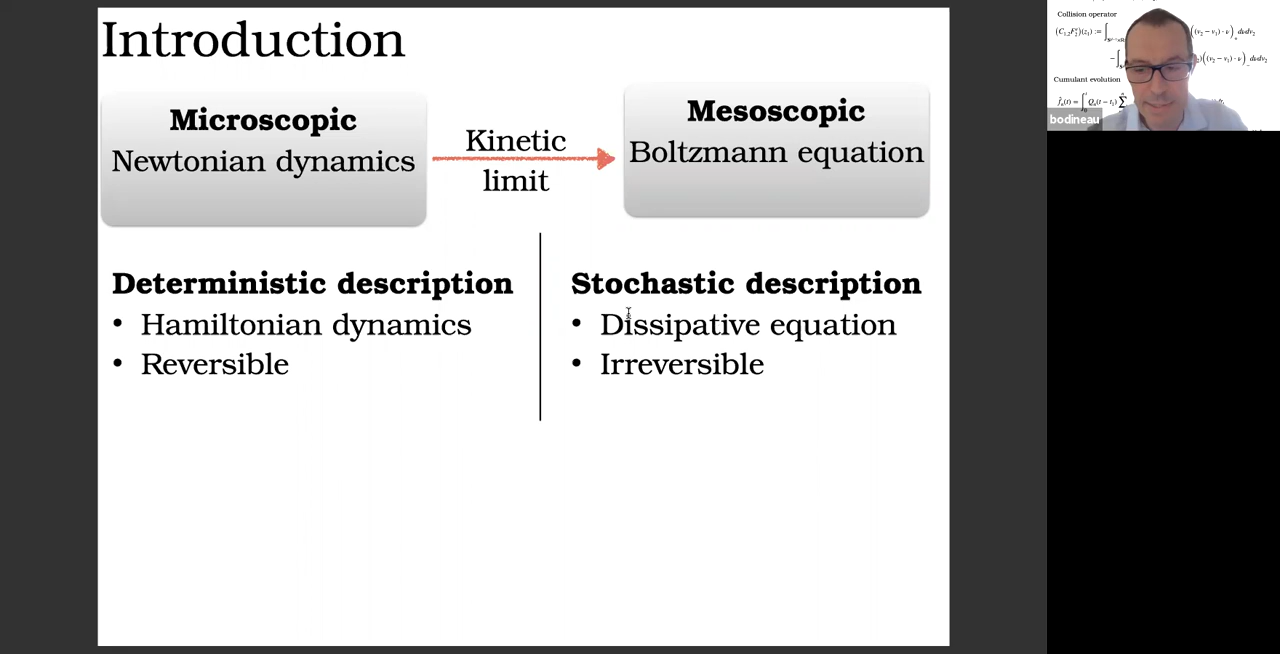 Introduction
Microscopic
Newtonian dynamics
Kinetic
limit
Mesoscopic
Boltzmann equation
Deterministic description
• Hamiltonian dynamics
• Reversible
Stochastic description
• Dissipative equation
• Irreversible
Collision operator
Cumulant evolution
bodineau